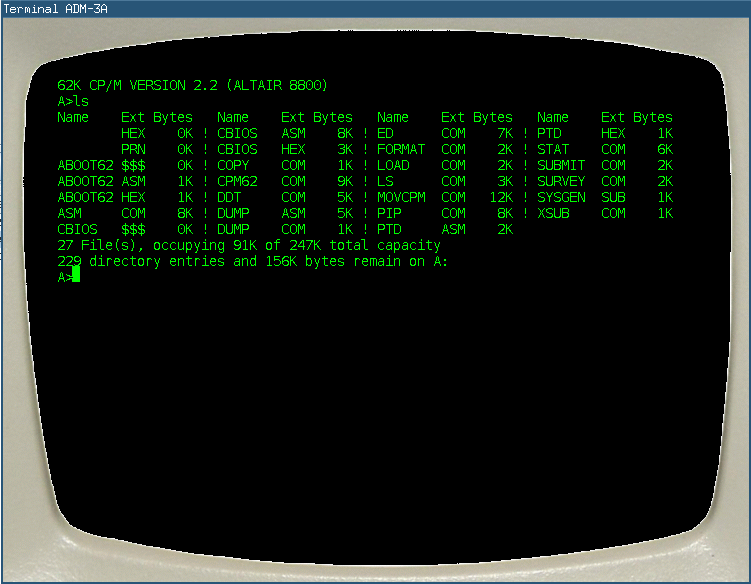 Terminal ADM-3A
62K CP/M VERSION 2.2 (ALTAIR 8800)
A>ls
Name    Ext Bytes    Name    Ext Bytes    Name    Ext Bytes    Name    Ext Bytes
        HEX    0K ! CBIOS   ASM    8K ! ED      COM    7K ! PTD     HEX    1K
        PRN    0K ! CBIOS   HEX    3K ! FORMAT  COM    2K ! STAT    COM    6K
ABOOT62 $$$    0K ! COPY    COM    1K ! LOAD    COM    2K ! SUBMIT  COM    2K
ABOOT62 ASM    1K ! CPM62   COM    9K ! LS      COM    3K ! SURVEY  COM    2K
ABOOT62 HEX    1K ! DDT     COM    5K ! MOVCPM  COM   12K ! SYSGEN  SUB    1K
ASM     COM    8K ! DUMP    ASM    5K ! PIP     COM    8K ! XSUB    COM    1K
CBIOS   $$$    0K ! DUMP    COM    1K ! PTD     ASM    2K
27 File(s), occupying 91K of 247K total capacity
229 directory entries and 156K bytes remain on A:
A>